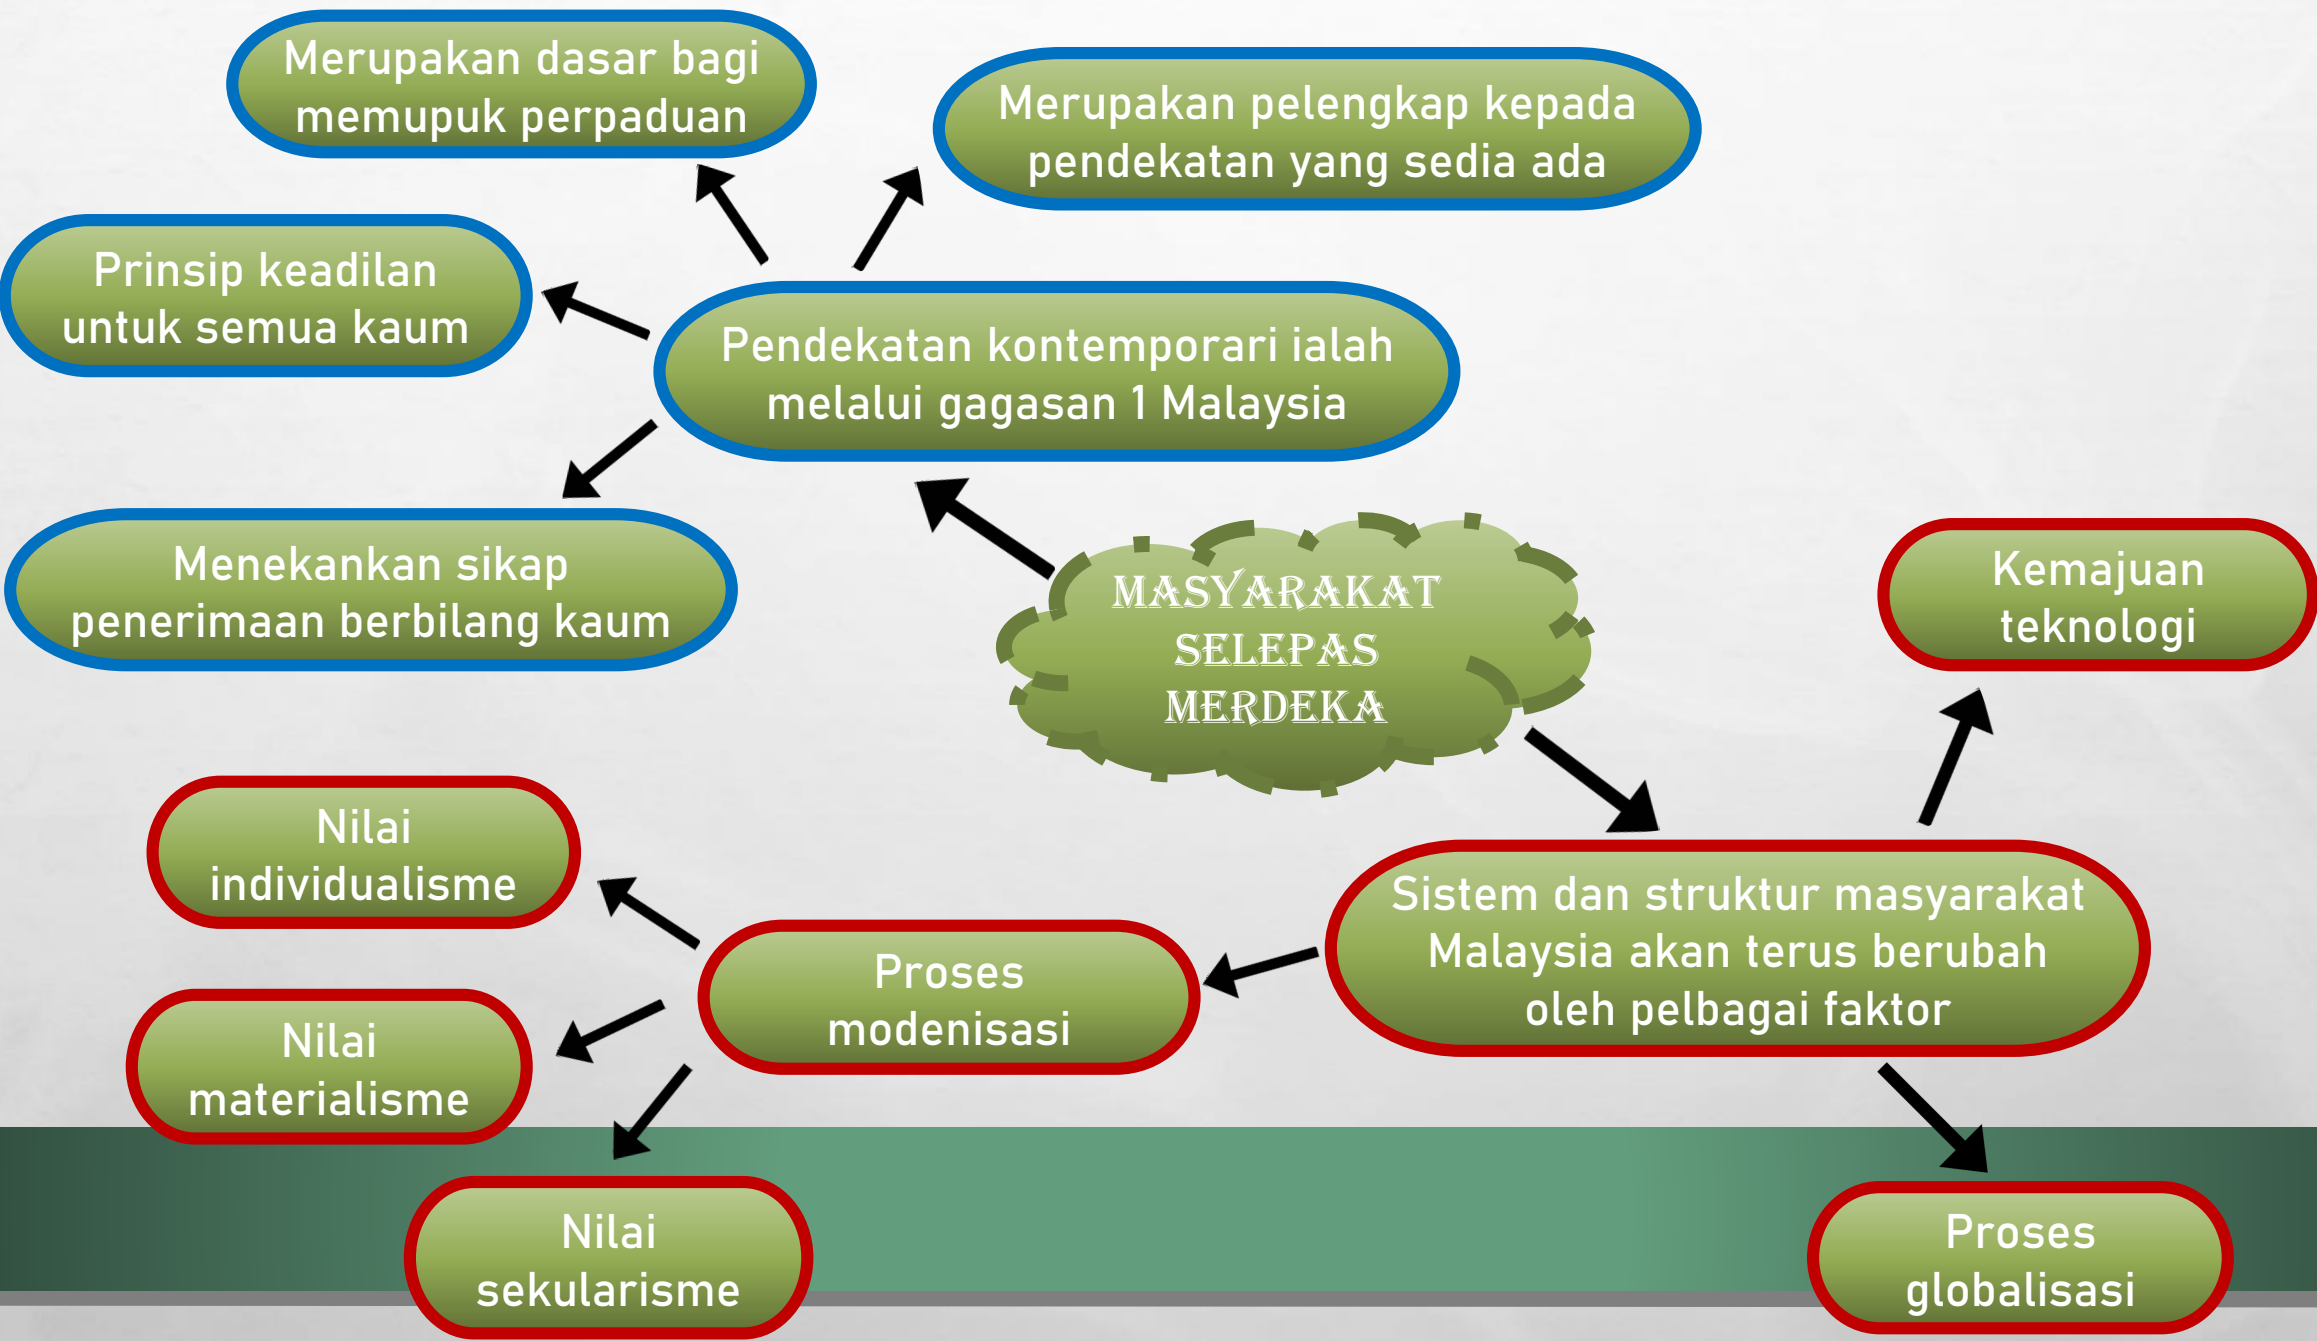 Merupakan dasar bagi
memupuk perpaduan
Merupakan pelengkap kepada
pendekatan yang sedia ada
Prinsip keadilan
untuk semua kaum
Pendekatan kontemporari ialah
melalui gagasan 1 Malaysia
Menekankan sikap
penerimaan berbilang kaum
MASYARAKAT
SELEPAS
MERDEKA
Kemajuan
teknologi
Nilai
individualisme
Sistem dan struktur masyarakat
Malaysia akan terus berubah
oleh pelbagai faktor
Proses
modenisasi
Nilai
materialisme
Nilai
sekularisme
Proses
globalisasi